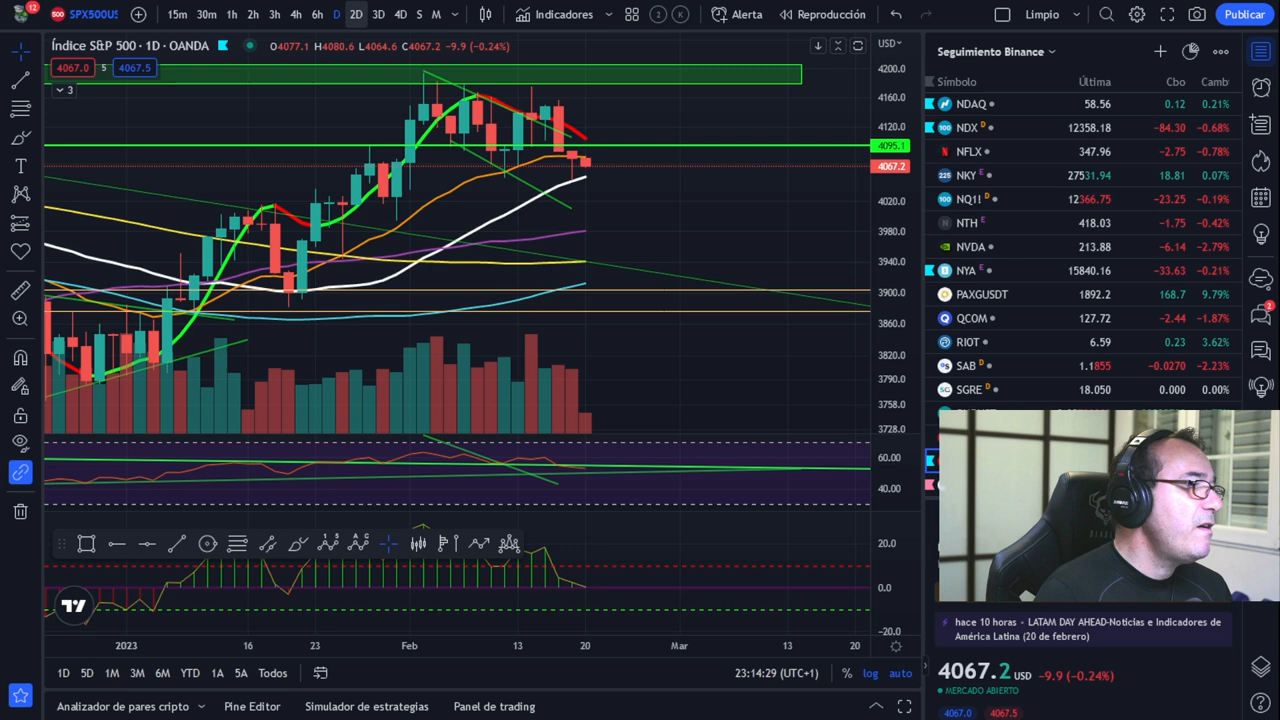 12
500 SPX500US
15m 30m 1h 2h 3h 4h 6h D 2D 3D 4D S M
Indicadores
2 K
Alerta
Reproducción
Limpio
Publicar
Índice S&P 500 · 1D · OANDA
O4077.1 H4080.6 L4064.6 C4067.2 -9.9 (-0.24%)
4067.0 5 4067.5
3
USD
4200.0
4160.0
4120.0
4095.1
4067.2
4020.0
3980.0
3940.0
3900.0
3860.0
3820.0
3790.0
3758.0
3728.0
60.00
40.00
20.0
0.0
-20.0
2023 16 23 Feb 13 20 Mar 13 20
1D 5D 1M 3M 6M YTD 1A 5A Todos
23:14:29 (UTC+1)
% log auto
Analizador de pares cripto Pine Editor Simulador de estrategias Panel de trading
Seguimiento Binance
Símbolo Última Cbo Camb
NDAQ 58.56 0.12 0.21%
100 NDX D 12358.18 -84.30 -0.68%
NFLX 347.96 -2.75 -0.78%
225 NKY E 27531.94 18.81 0.07%
100 NQ1! D 12366.75 -23.25 -0.19%
NTH E 418.03 -1.75 -0.42%
NVDA 213.88 -6.14 -2.79%
NYA E 15840.16 -33.63 -0.21%
PAXGUSDT 1892.2 168.7 9.79%
QCOM 127.72 -2.44 -1.87%
RIOT 6.59 0.23 3.62%
SAB D 1.1855 -0.0270 -2.23%
SGRE D 18.050 0.000 0.00%
2
hace 10 horas - LATAM DAY AHEAD-Noticias e Indicadores de
América Latina (20 de febrero)
4067.2 USD -9.9 (-0.24%)
MERCADO ABIERTO
4067.0 4067.5